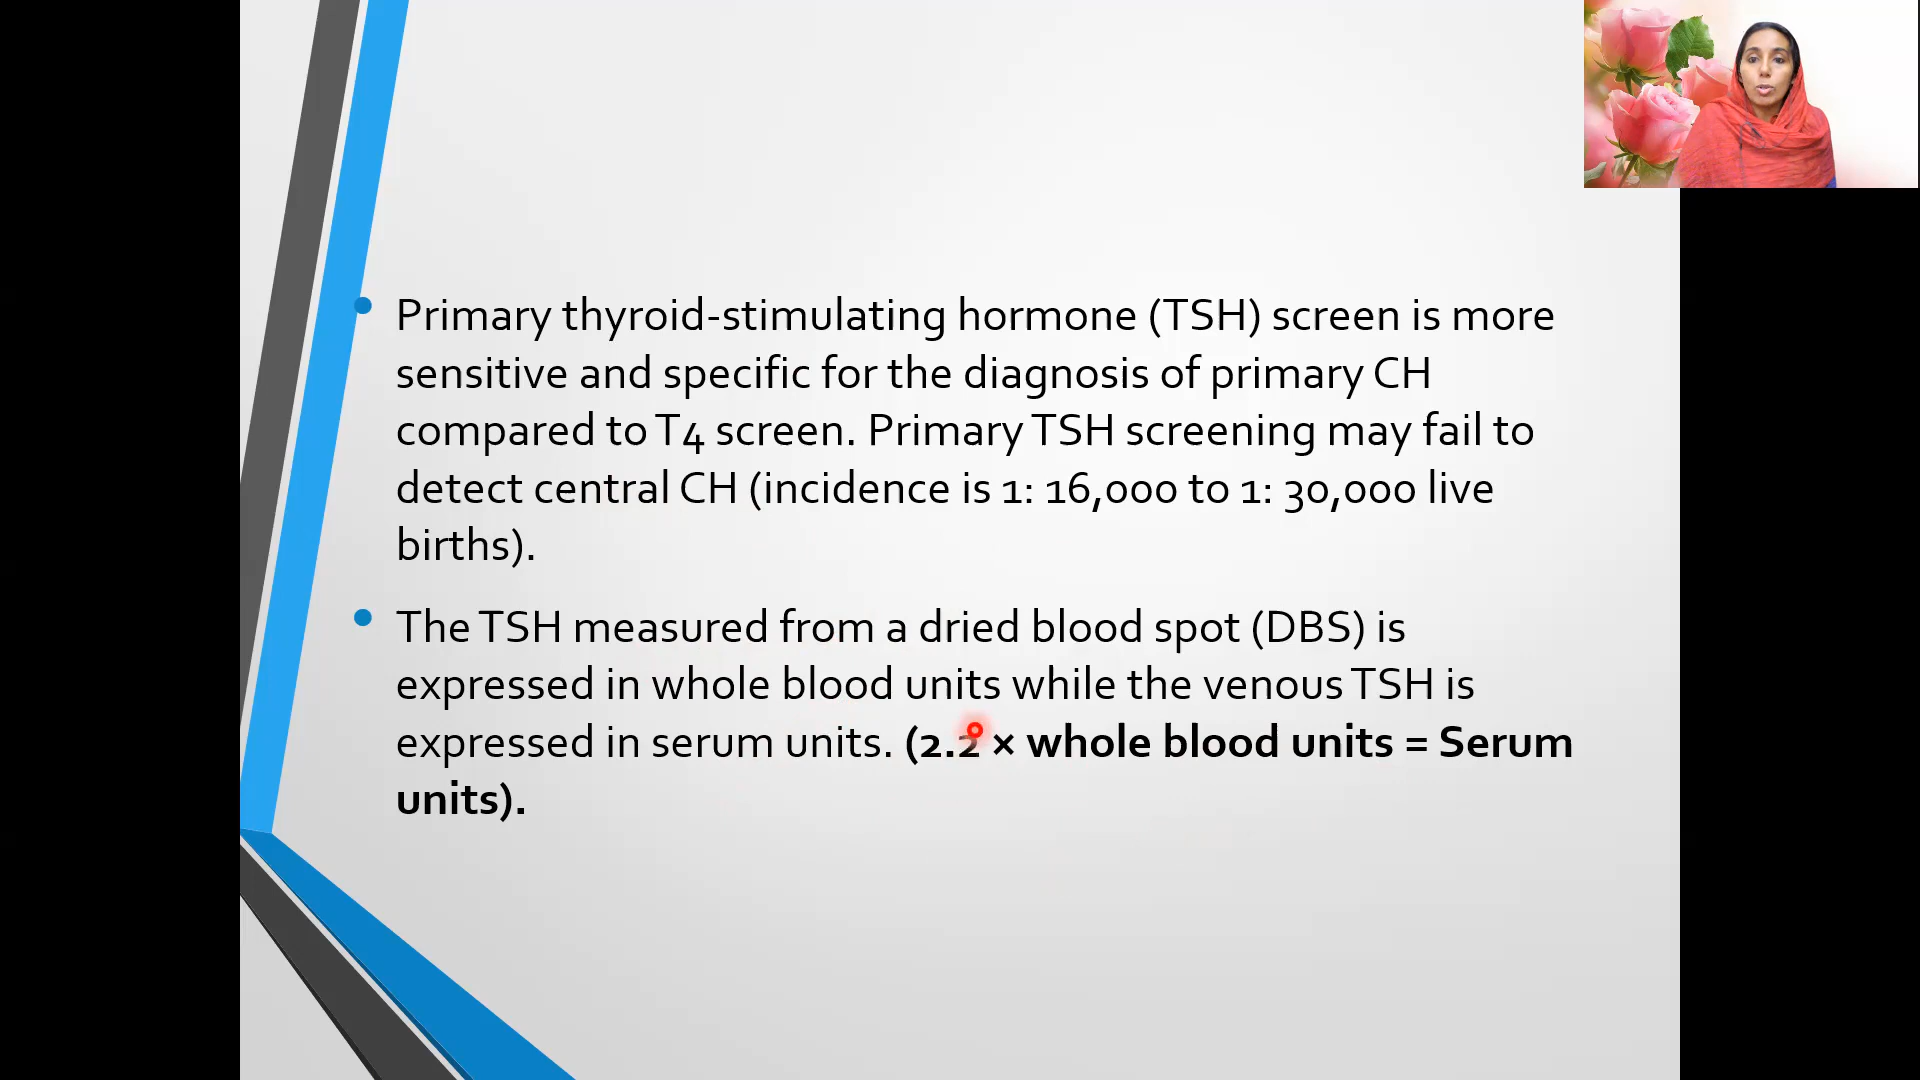 Primary thyroid-stimulating hormone (TSH) screen is more
sensitive and specific for the diagnosis of primary CH
compared to T4 screen. Primary TSH screening may fail to
detect central CH (incidence is 1: 16,000 to 1: 30,000 live
births).
The TSH measured from a dried blood spot (DBS) is
expressed in whole blood units while the venous TSH is
expressed in serum units. (2.2 × whole blood units = Serum
units).